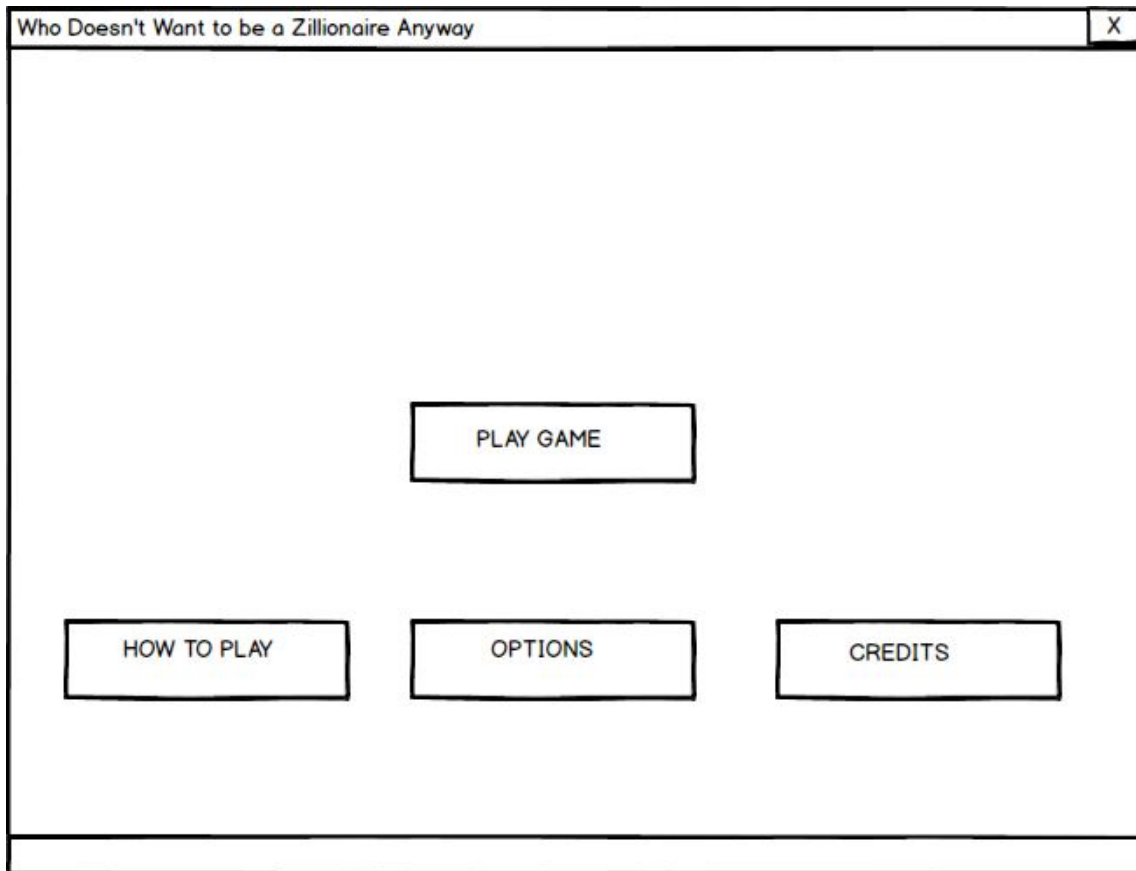 Who Doesn't Want to be a Zillionaire Anyway
X
PLAY GAME
HOW TO PLAY
OPTIONS
CREDITS